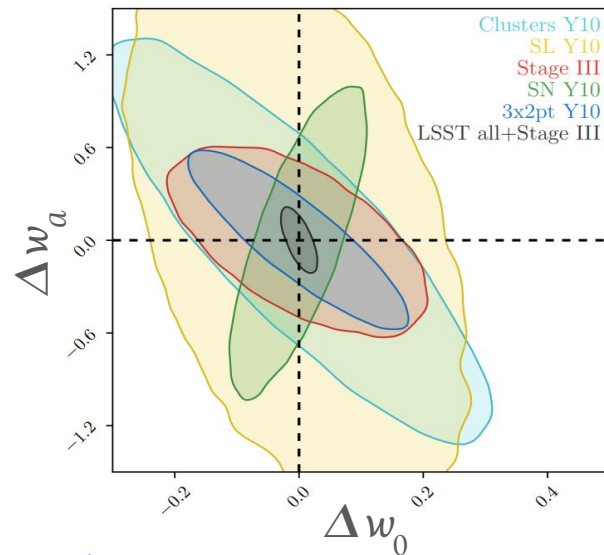 Clusters Y10
SL Y10
Stage III
SN Y10
3x2pt Y10
LSST all+Stage III
1.2
0.6
0.0
−0.6
−1.2
Δw_a
−0.2
0.0
0.2
0.4
Δw_0